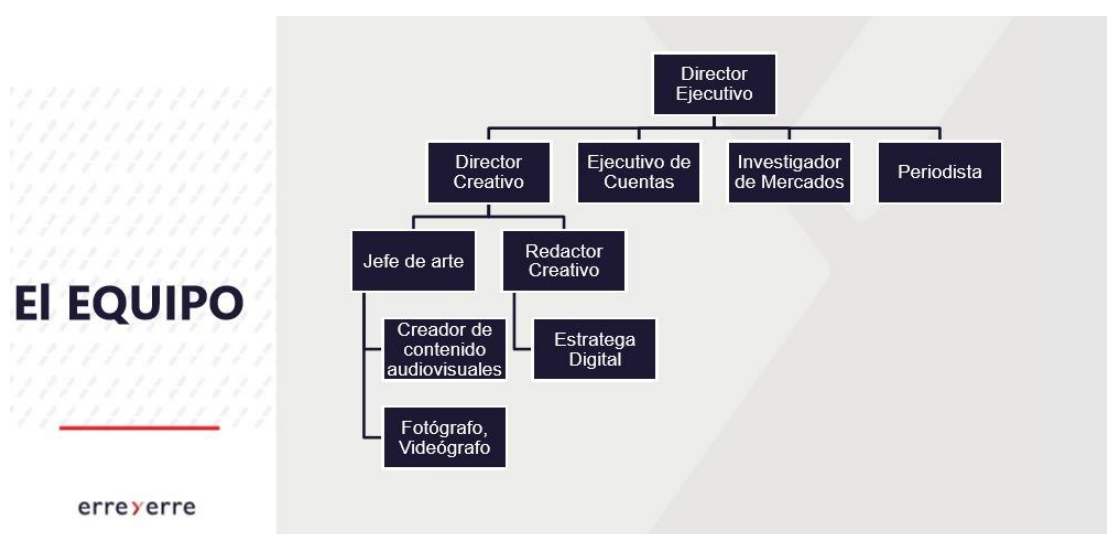 El EQUIPO
erreyerre
Director
Ejecutivo
Director
Creativo
Ejecutivo de
Cuentas
Investigador
de Mercados
Periodista
Jefe de arte
Redactor
Creativo
Creador de
contenido
audiovisuales
Estratega
Digital
Fotógrafo,
Videógrafo